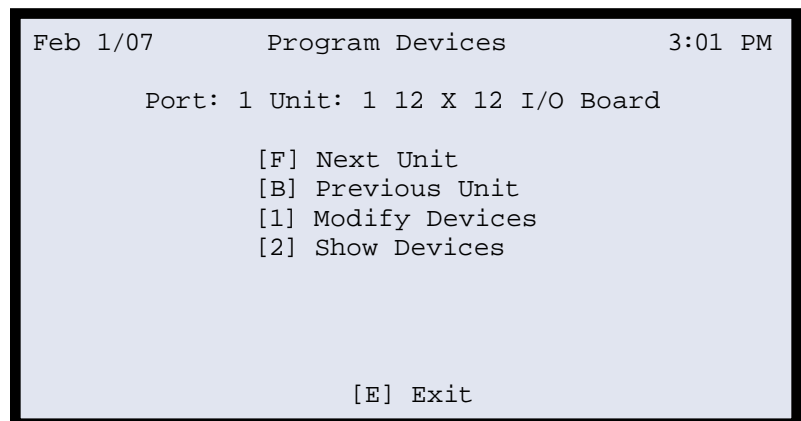 Feb 1/07 Program Devices 3:01 PM
Port: 1 Unit: 1 12 X 12 I/O Board
[F] Next Unit
[B] Previous Unit
[1] Modify Devices
[2] Show Devices
[E] Exit